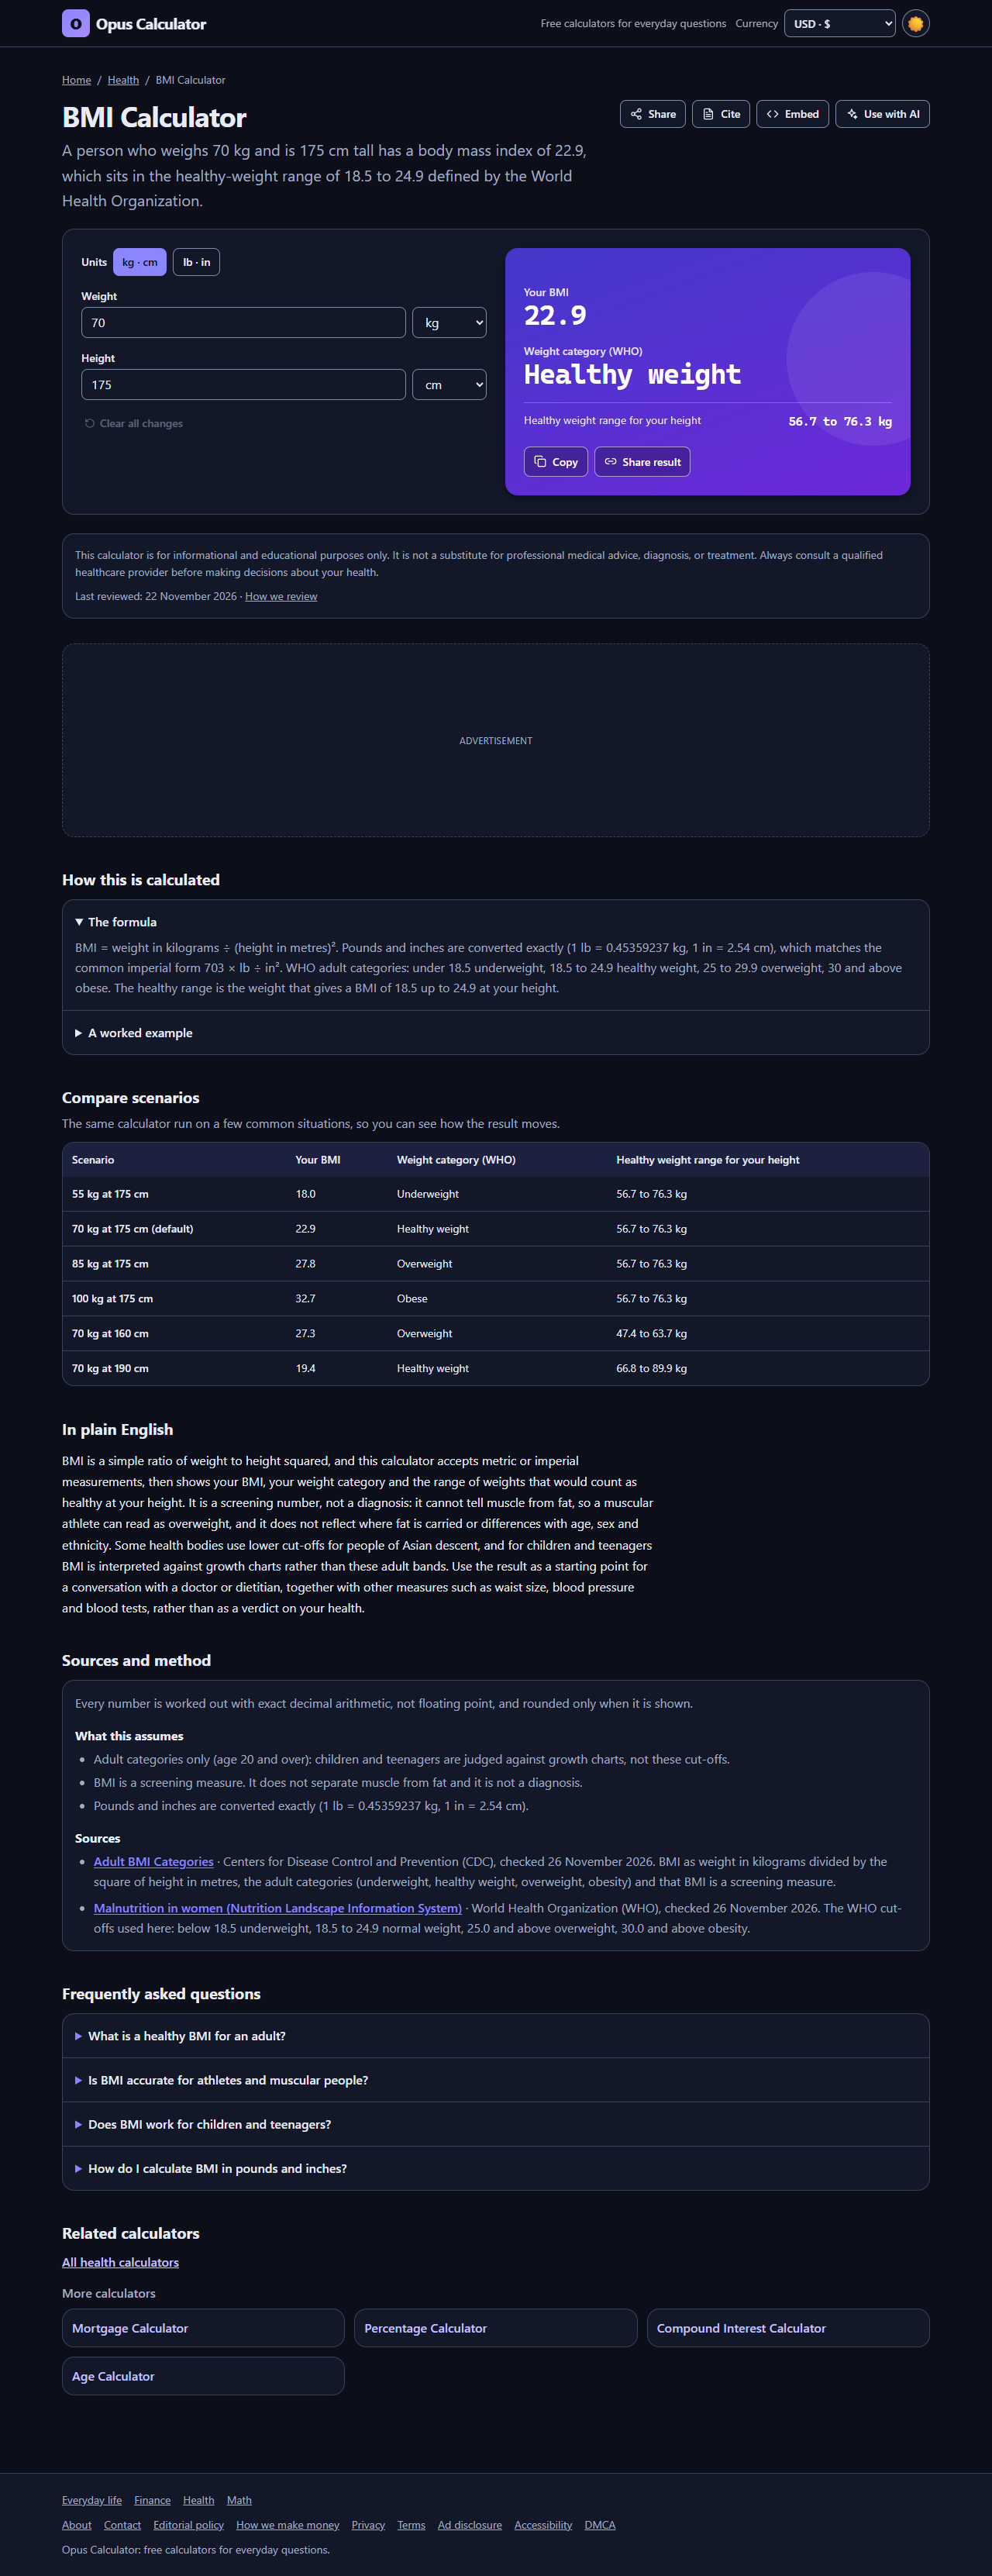 O Opus Calculator
Free calculators for everyday questions Currency USD · $
Home / Health / BMI Calculator
BMI Calculator
Share Cite Embed Use with AI
A person who weighs 70 kg and is 175 cm tall has a body mass index of 22.9,
which sits in the healthy-weight range of 18.5 to 24.9 defined by the World
Health Organization.
Units kg · cm lb · in
Weight
70 kg
Height
175 cm
Clear all changes
Your BMI
22.9
Weight category (WHO)
Healthy weight
Healthy weight range for your height 56.7 to 76.3 kg
Copy Share result
This calculator is for informational and educational purposes only. It is not a substitute for professional medical advice, diagnosis, or treatment. Always consult a qualified
healthcare provider before making decisions about your health.
Last reviewed: 22 November 2026 · How we review
ADVERTISEMENT
How this is calculated
The formula
BMI = weight in kilograms ÷ (height in metres)². Pounds and inches are converted exactly (1 lb = 0.45359237 kg, 1 in = 2.54 cm), which matches the
common imperial form 703 × lb ÷ in². WHO adult categories: under 18.5 underweight, 18.5 to 24.9 healthy weight, 25 to 29.9 overweight, 30 and above
obese. The healthy range is the weight that gives a BMI of 18.5 up to 24.9 at your height.
A worked example
Compare scenarios
The same calculator run on a few common situations, so you can see how the result moves.
Scenario Your BMI Weight category (WHO) Healthy weight range for your height
55 kg at 175 cm 18.0 Underweight 56.7 to 76.3 kg
70 kg at 175 cm (default) 22.9 Healthy weight 56.7 to 76.3 kg
85 kg at 175 cm 27.8 Overweight 56.7 to 76.3 kg
100 kg at 175 cm 32.7 Obese 56.7 to 76.3 kg
70 kg at 160 cm 27.3 Overweight 47.4 to 63.7 kg
70 kg at 190 cm 19.4 Healthy weight 66.8 to 89.9 kg
In plain English
BMI is a simple ratio of weight to height squared, and this calculator accepts metric or imperial
measurements, then shows your BMI, your weight category and the range of weights that would count as
healthy at your height. It is a screening number, not a diagnosis: it cannot tell muscle from fat, so a muscular
athlete can read as overweight, and it does not reflect where fat is carried or differences with age, sex and
ethnicity. Some health bodies use lower cut-offs for people of Asian descent, and for children and teenagers
BMI is interpreted against growth charts rather than these adult bands. Use the result as a starting point for
a conversation with a doctor or dietitian, together with other measures such as waist size, blood pressure
and blood tests, rather than as a verdict on your health.
Sources and method
Every number is worked out with exact decimal arithmetic, not floating point, and rounded only when it is shown.
What this assumes
• Adult categories only (age 20 and over): children and teenagers are judged against growth charts, not these cut-offs.
• BMI is a screening measure. It does not separate muscle from fat and it is not a diagnosis.
• Pounds and inches are converted exactly (1 lb = 0.45359237 kg, 1 in = 2.54 cm).
Sources
• Adult BMI Categories · Centers for Disease Control and Prevention (CDC), checked 26 November 2026. BMI as weight in kilograms divided by the
square of height in metres, the adult categories (underweight, healthy weight, overweight, obesity) and that BMI is a screening measure.
• Malnutrition in women (Nutrition Landscape Information System) · World Health Organization (WHO), checked 26 November 2026. The WHO cut-
offs used here: below 18.5 underweight, 18.5 to 24.9 normal weight, 25.0 and above overweight, 30.0 and above obesity.
Frequently asked questions
What is a healthy BMI for an adult?
Is BMI accurate for athletes and muscular people?
Does BMI work for children and teenagers?
How do I calculate BMI in pounds and inches?
Related calculators
All health calculators
More calculators
Mortgage Calculator Percentage Calculator Compound Interest Calculator
Age Calculator
Everyday life Finance Health Math
About Contact Editorial policy How we make money Privacy Terms Ad disclosure Accessibility DMCA
Opus Calculator: free calculators for everyday questions.